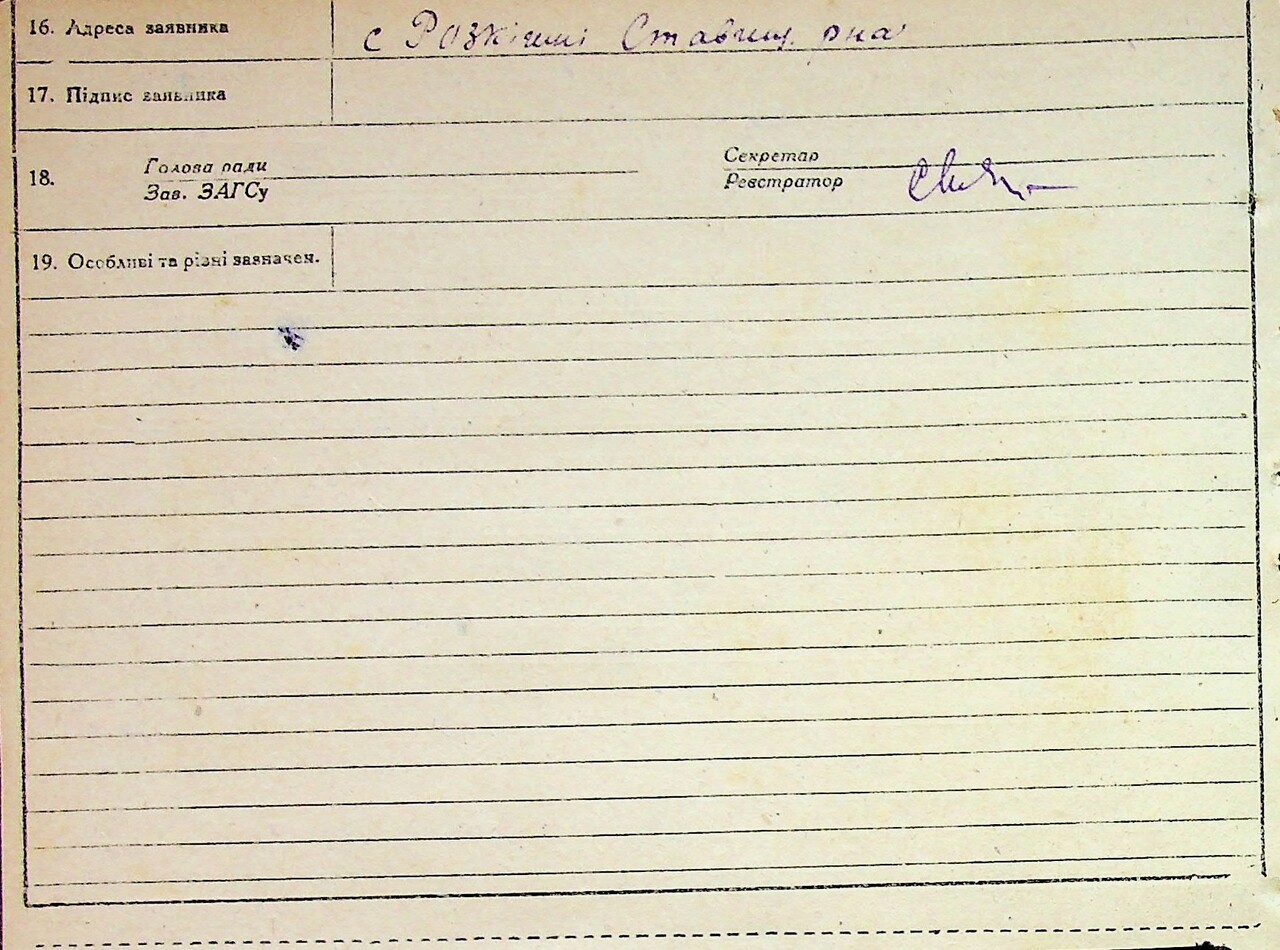 16. Адреса заявника с Розкішні Ставищ. рна
17. Підпис заявника
18. Голова ради Секретар
Зав. ЗАГСу Реєстратор
19. Особливі та різні зазначен.